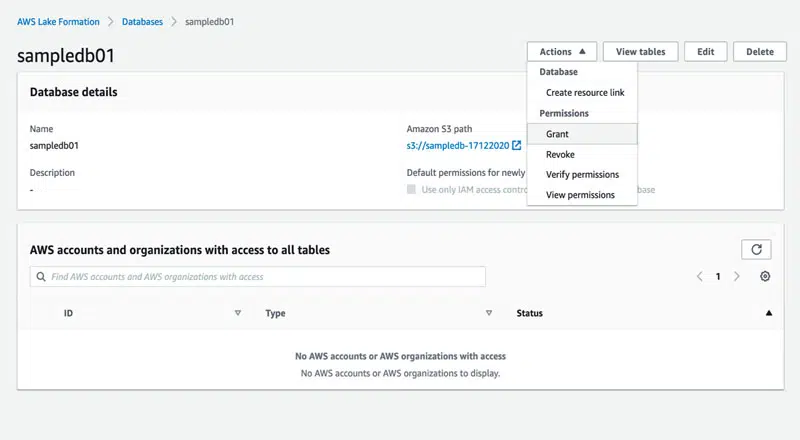 AWS Lake Formation > Databases > sampledb01
sampledb01
Actions
View tables
Edit
Delete
Database
Create resource link
Permissions
Grant
Revoke
Verify permissions
View permissions
Database details
Name
sampledb01
Description
-
Amazon S3 path
s3://sampledb-17122020
Default permissions for newly
Use only IAM access contro
base
AWS accounts and organizations with access to all tables
Find AWS accounts and AWS organizations with access
1
ID
Type
Status
No AWS accounts or AWS organizations with access
No AWS accounts or AWS organizations to display.